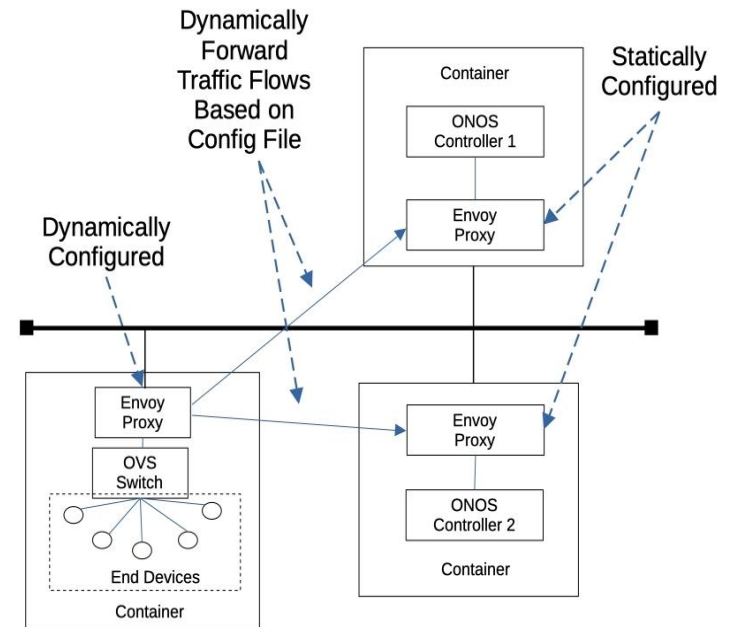 Dynamically
Forward
Traffic Flows
Based on
Config File
Container
ONOS
Controller 1
Envoy
Proxy
Statically
Configured
Dynamically
Configured
Envoy
Proxy
OVS
Switch
End Devices
Container
Envoy
Proxy
ONOS
Controller 2
Container